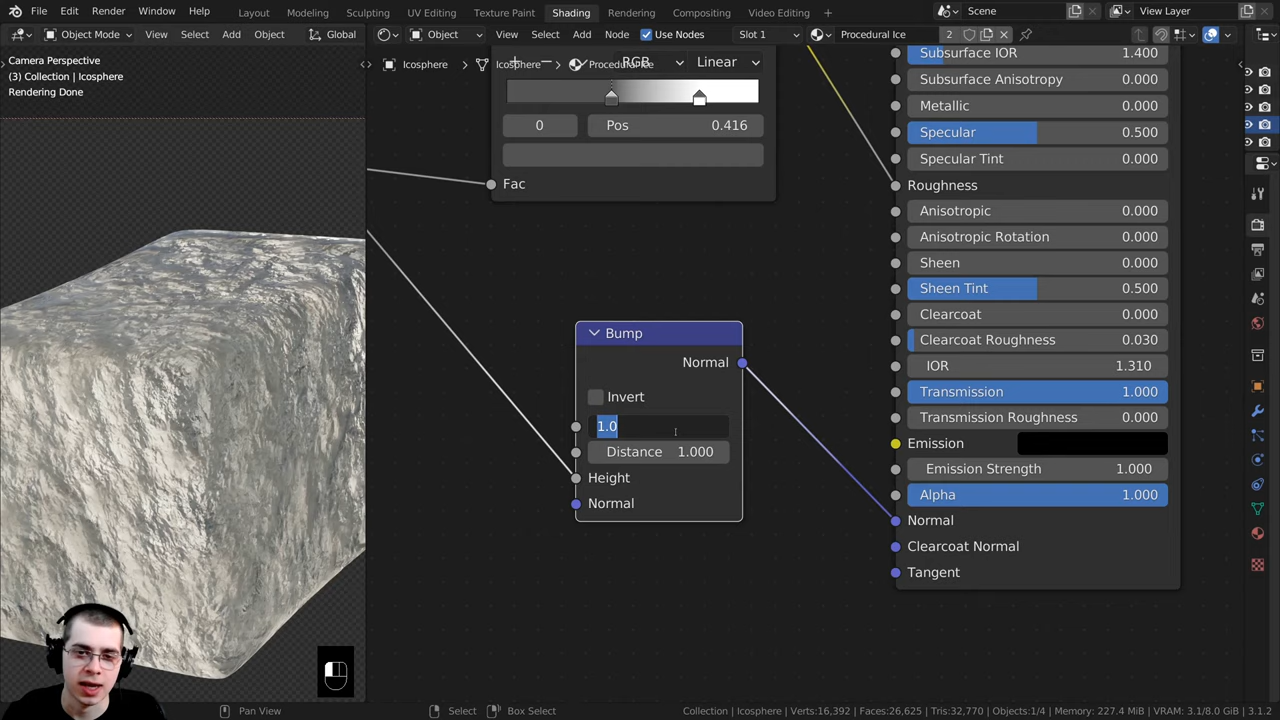 File Edit Render Window Help Layout Modeling Sculpting UV Editing Texture Paint Shading Rendering Compositing Video Editing Scene View Layer
Object Mode View Select Add Object Global Object View Select Add Node Use Nodes Slot 1 Procedural Ice 2
Camera Perspective
(3) Collection | Icosphere
Rendering Done
Icosphere Icosphere
RGB Linear
0 Pos 0.416
Fac
Bump
Normal
Invert
1.0
Distance 1.000
Height
Normal
Subsurface IOR 1.400
Subsurface Anisotropy 0.000
Metallic 0.000
Specular 0.500
Specular Tint 0.000
Roughness
Anisotropic 0.000
Anisotropic Rotation 0.000
Sheen 0.000
Sheen Tint 0.500
Clearcoat 0.000
Clearcoat Roughness 0.030
IOR 1.310
Transmission 1.000
Transmission Roughness 0.000
Emission
Emission Strength 1.000
Alpha 1.000
Normal
Clearcoat Normal
Tangent
Pan View Select Box Select Collection | Icosphere | Verts:16,392 | Faces:26,625 | Tris:32,770 | Objects:1/4 | Memory: 227.4 MiB | VRAM: 3.1/8.0 GiB | 3.1.2